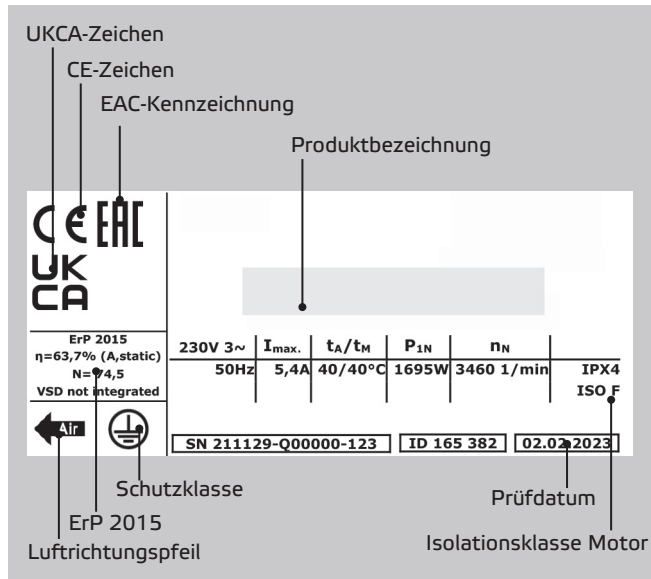 UKCA-Zeichen
CE-Zeichen
EAC-Kennzeichnung
Produktbezeichnung
CE EAC
UK
CA
ErP 2015
η=63,7% (A,static)
N=74,5
VSD not integrated
230V 3~ Imax. tA/tM P1N nN
50Hz 5,4A 40/40°C 1695W 3460 1/min IPX4
ISO F
Air
SN 211129-Q00000-123 ID 165 382 02.02.2023
Schutzklasse
Prüfdatum
ErP 2015
Isolationsklasse Motor
Luftrichtungspfeil